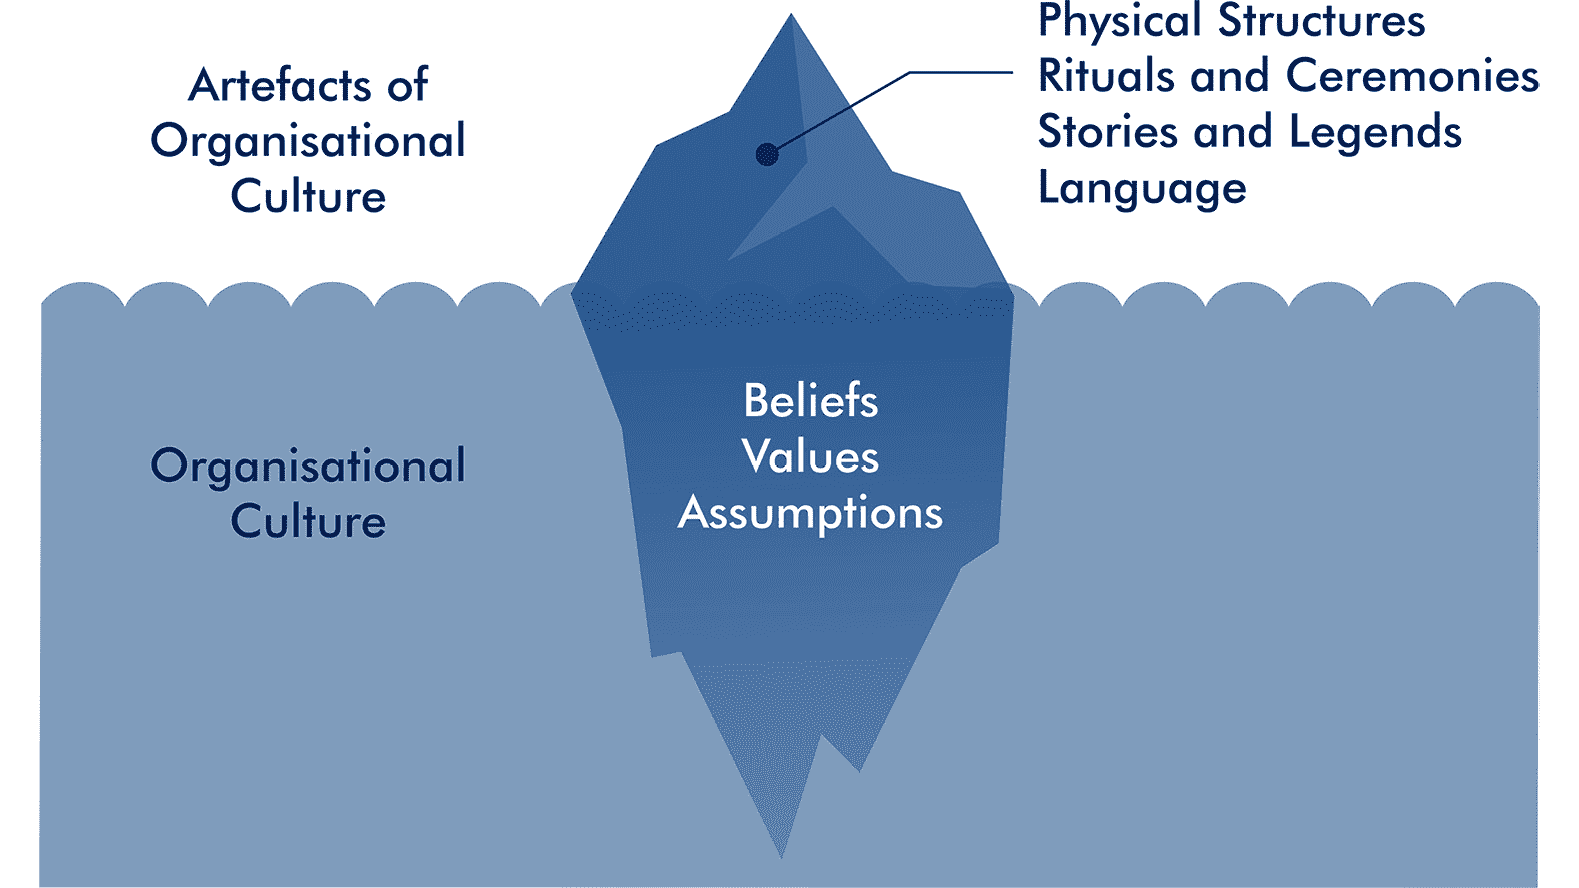 Artefacts of
Organisational
Culture
Physical Structures
Rituals and Ceremonies
Stories and Legends
Language
Beliefs
Values
Assumptions
Organisational
Culture